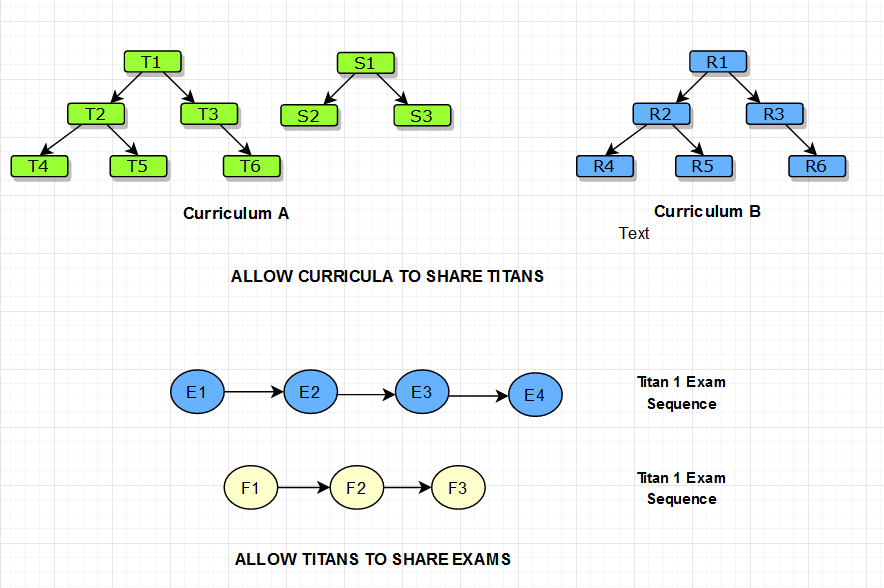 T1
S1
R1
T2
T3
S2
S3
R2
R3
T4
T5
T6
R4
R5
R6
Curriculum A
Curriculum B
Text
ALLOW CURRICULA TO SHARE TITANS
E1
E2
E3
E4
Titan 1 Exam
Sequence
F1
F2
F3
Titan 1 Exam
Sequence
ALLOW TITANS TO SHARE EXAMS